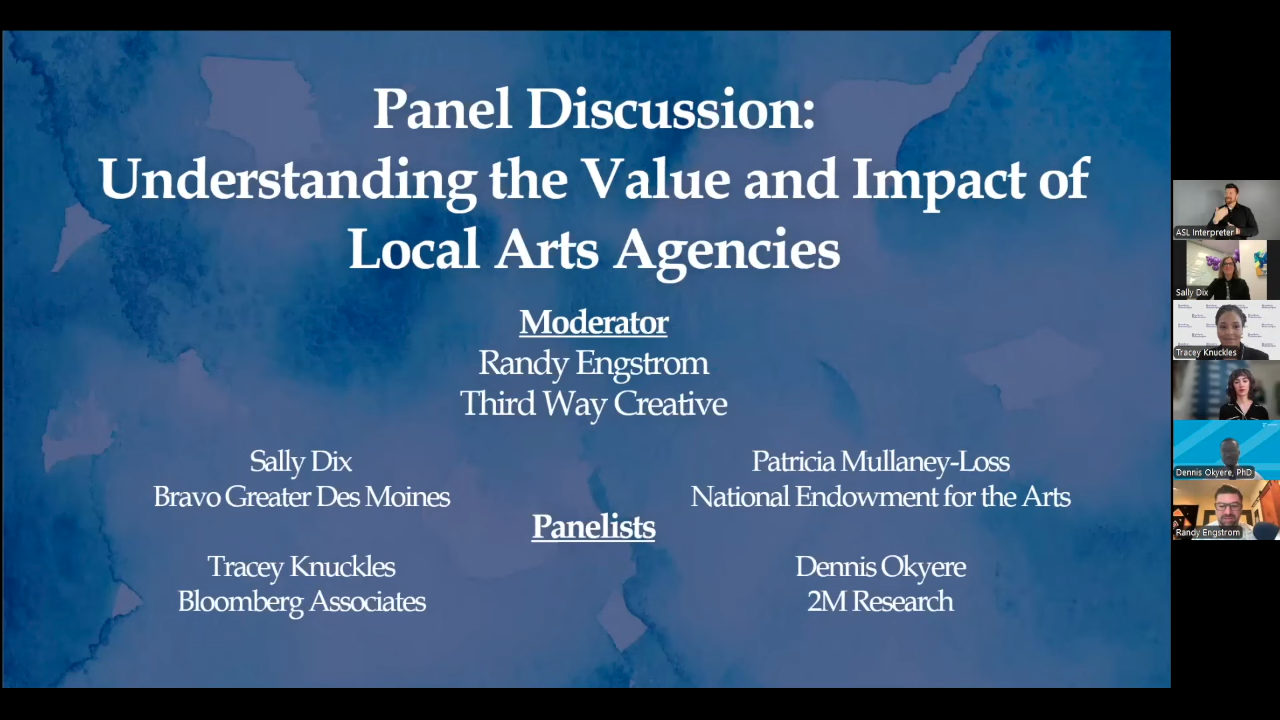 Panel Discussion:
Understanding the Value and Impact of
Local Arts Agencies
Moderator
Randy Engstrom
Third Way Creative
Sally Dix
Bravo Greater Des Moines
Patricia Mullaney-Loss
National Endowment for the Arts
Panelists
Tracey Knuckles
Bloomberg Associates
Dennis Okyere
2M Research
ASL Interpreter
Sally Dix
Tracey Knuckles
Dennis Okyere, PhD
Randy Engstrom